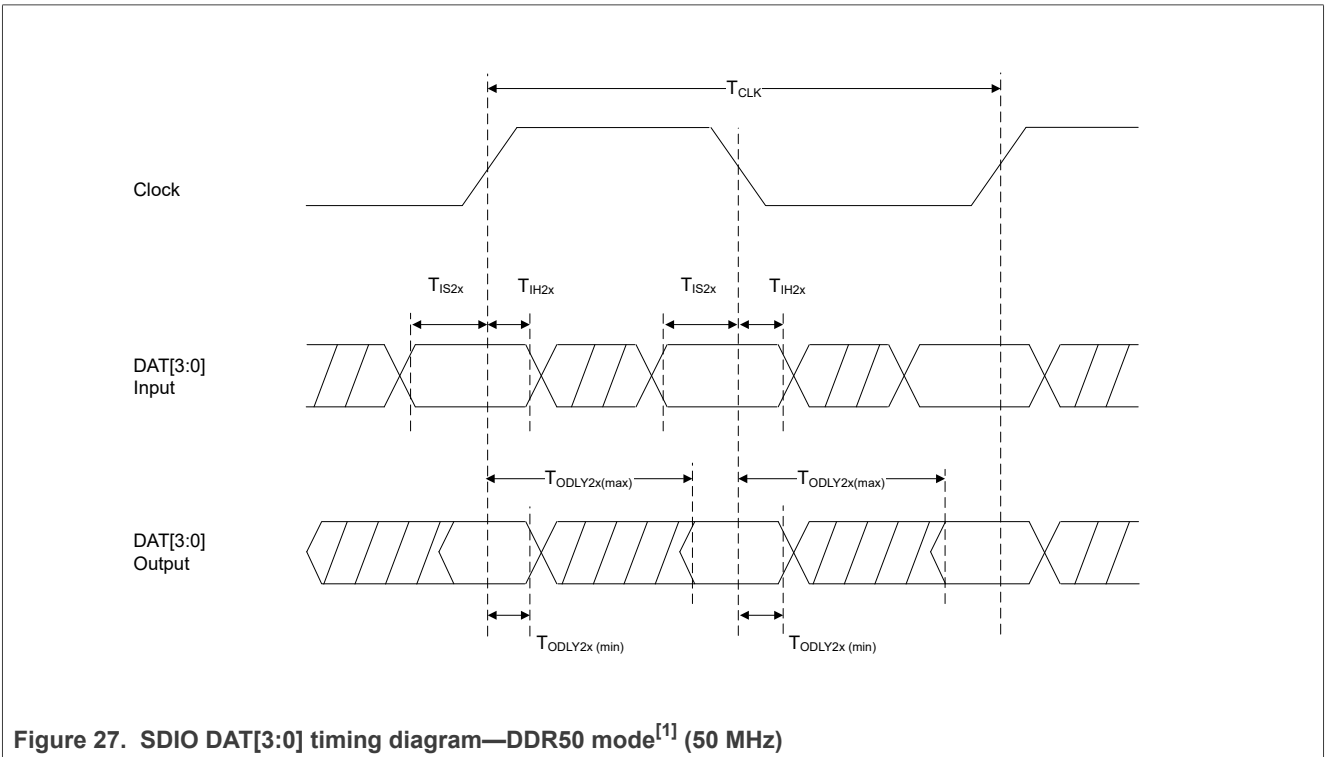 TCLK
Clock
TIS2x TIH2x TIS2x TIH2x
DAT[3:0]
Input
TODLY2x(max) TODLY2x(max)
DAT[3:0]
Output
TODLY2x (min) TODLY2x (min)
Figure 27. SDIO DAT[3:0] timing diagram—DDR50 mode[1] (50 MHz)